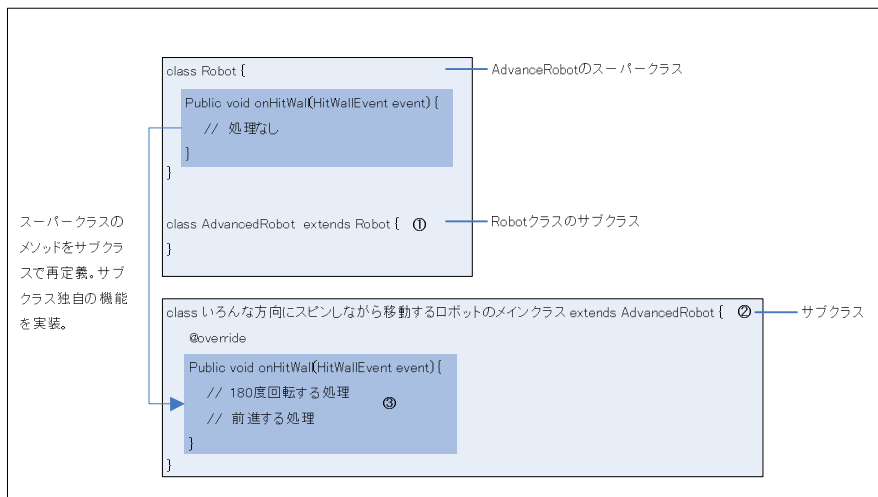 class Robot {
AdvanceRobotのスーパークラス
Public void onHitWall(HitWallEvent event) {
// 処理なし
}
}
class AdvancedRobot extends Robot { ①
Robotクラスのサブクラス
}
スーパークラスの
メソッドをサブクラ
スで再定義。サブ
クラス独自の機能
を実装。
class いろんな方向にスピンしながら移動するロボットのメインクラス extends AdvancedRobot { ②
サブクラス
@override
Public void onHitWall(HitWallEvent event) {
// 180度回転する処理
③
// 前進する処理
}
}